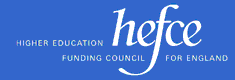 HIGHER EDUCATION hefce
FUNDING COUNCIL FOR ENGLAND